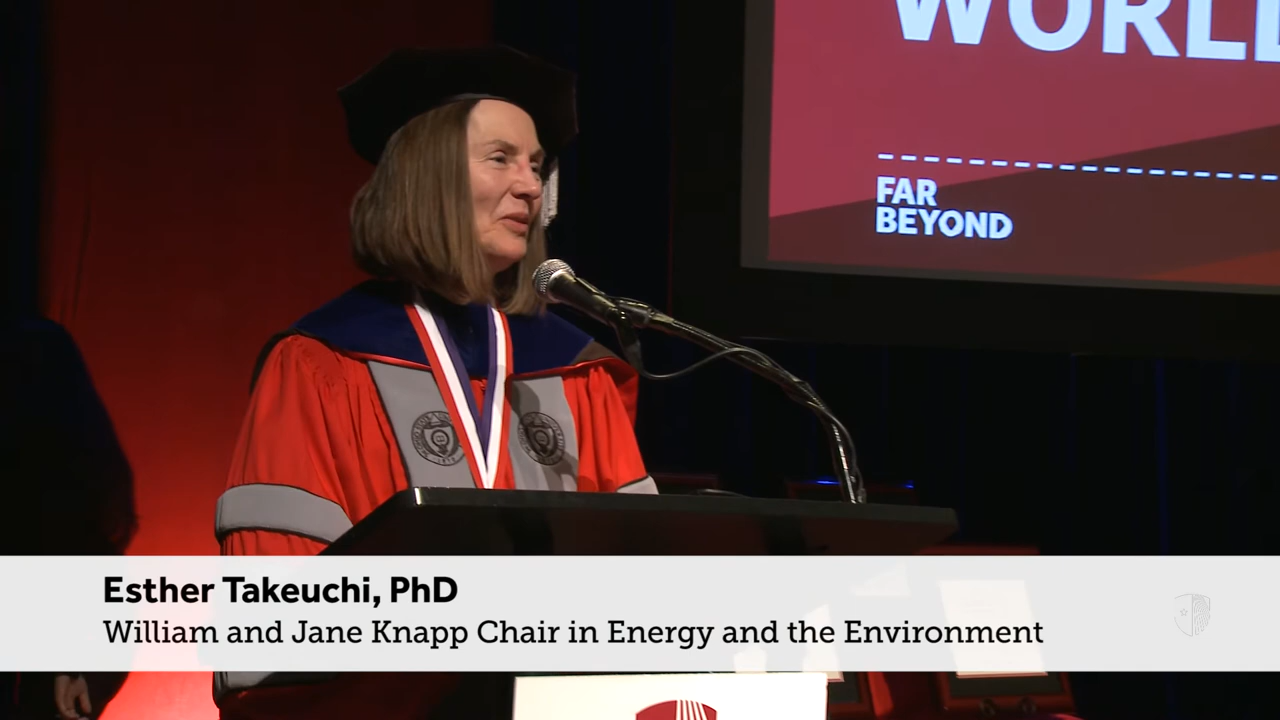 WORL
FAR
BEYOND
Esther Takeuchi, PhD
William and Jane Knapp Chair in Energy and the Environment